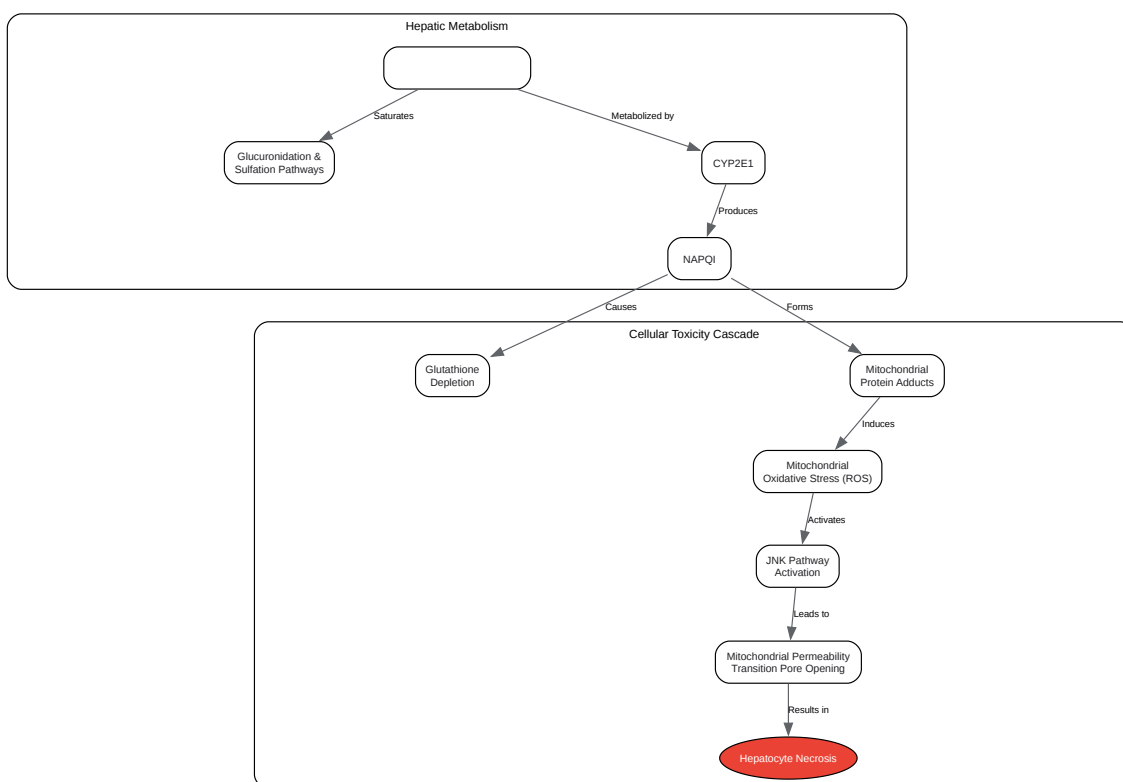 Hepatic Metabolism
Saturates
Metabolized by
Glucuronidation &
Sulfation Pathways
CYP2E1
Produces
NAPQI
Causes
Forms
Cellular Toxicity Cascade
Glutathione
Depletion
Mitochondrial
Protein Adducts
Induces
Mitochondrial
Oxidative Stress (ROS)
Activates
JNK Pathway
Activation
Leads to
Mitochondrial Permeability
Transition Pore Opening
Results in
Hepatocyte Necrosis